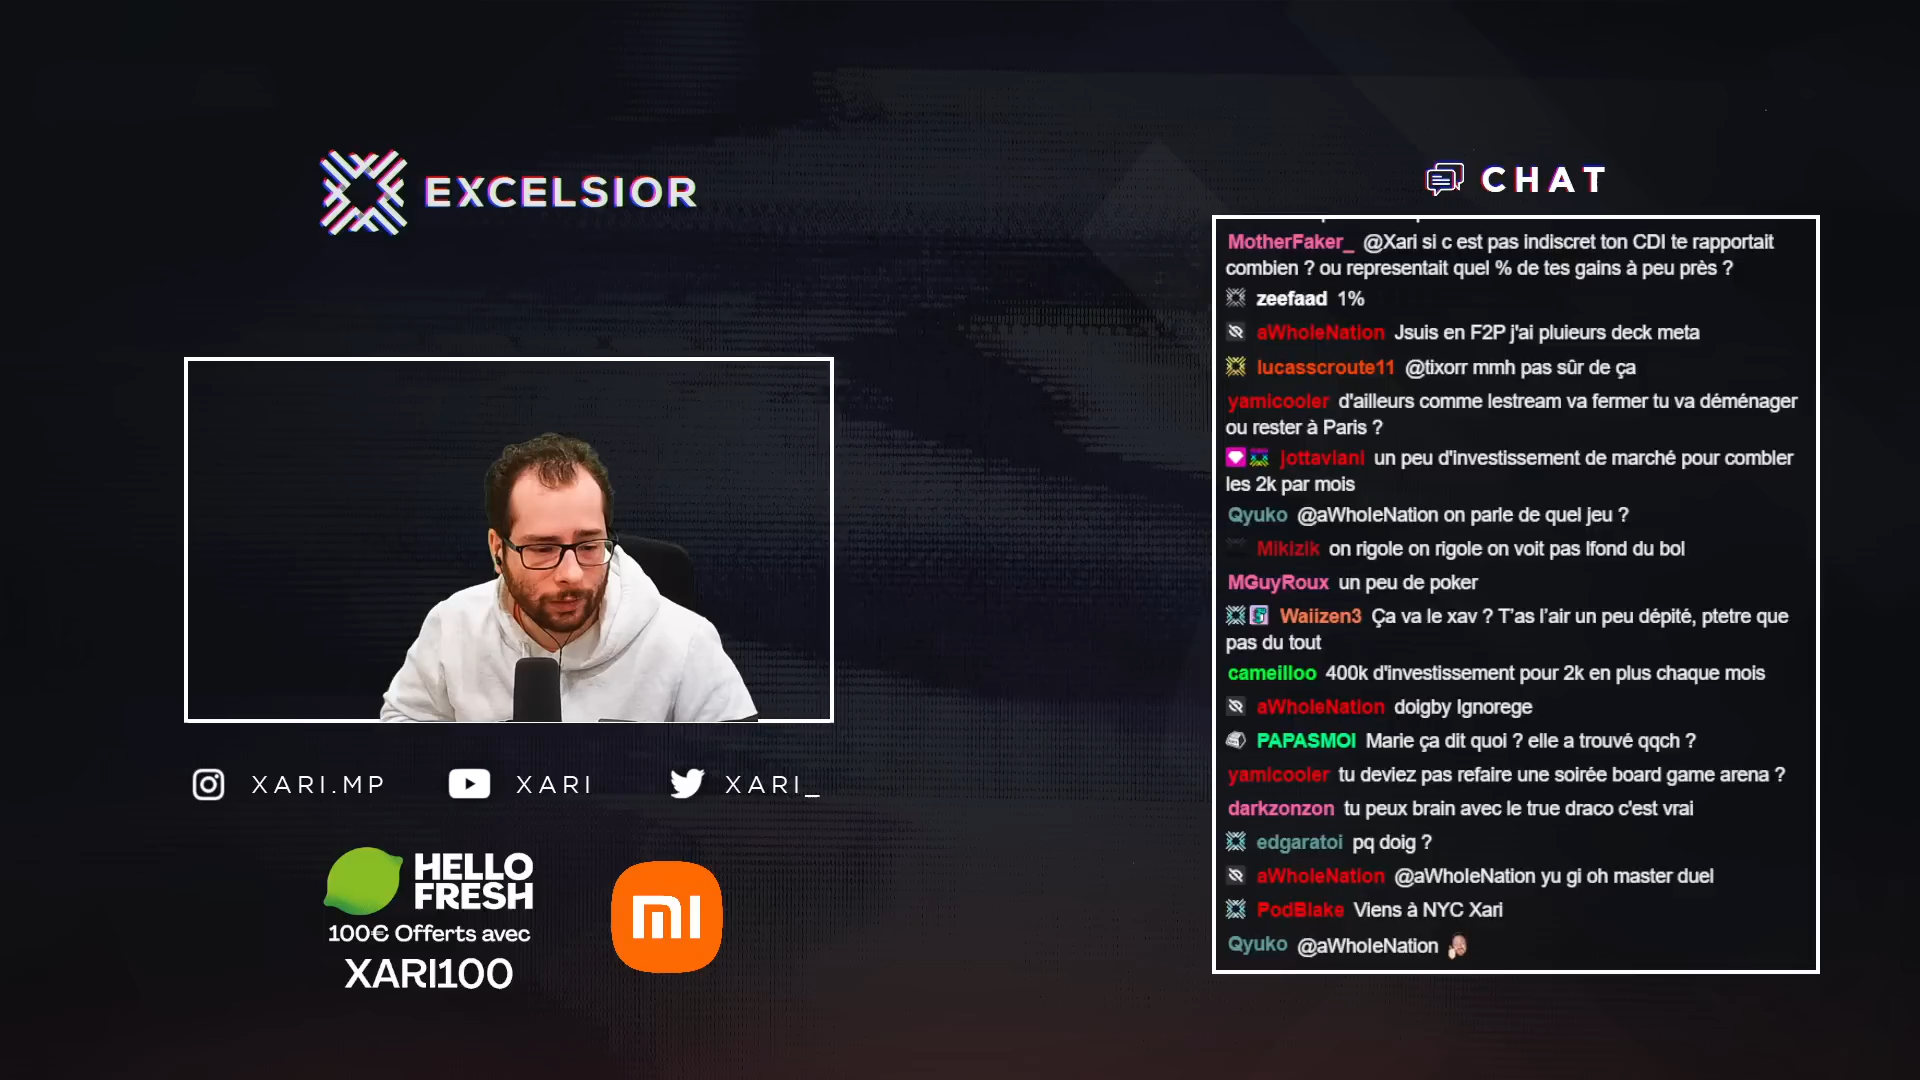 EXCELSIOR
CHAT
MotherFaker_ @Xari si c est pas indiscret ton CDI te rapportait
combien ? ou representait quel % de tes gains à peu près ?
zeefaad 1%
aWholeNation Jsuis en F2P j'ai pluieurs deck meta
lucasscroute11 @tixorr mmh pas sûr de ça
yamicooler d'ailleurs comme lestream va fermer tu va déménager
ou rester à Paris ?
jottaviani un peu d'investissement de marché pour combler
les 2k par mois
Qyuko @aWholeNation on parle de quel jeu ?
Mikizik on rigole on rigole on voit pas lfond du bol
MGuyRoux un peu de poker
Waiizen3 Ça va le xav ? T'as l'air un peu dépité, ptetre que
pas du tout
cameilloo 400k d'investissement pour 2k en plus chaque mois
aWholeNation doigby Ignorege
PAPASMOI Marie ça dit quoi ? elle a trouvé qqch ?
yamicooler tu deviez pas refaire une soirée board game arena ?
darkzonzon tu peux brain avec le true draco c'est vrai
edgaratoi pq doig ?
aWholeNation @aWholeNation yu gi oh master duel
PodBlake Viens à NYC Xari
Qyuko @aWholeNation
XARI.MP XARI XARI_
HELLO
FRESH
100€ Offerts avec
XARI100
MI